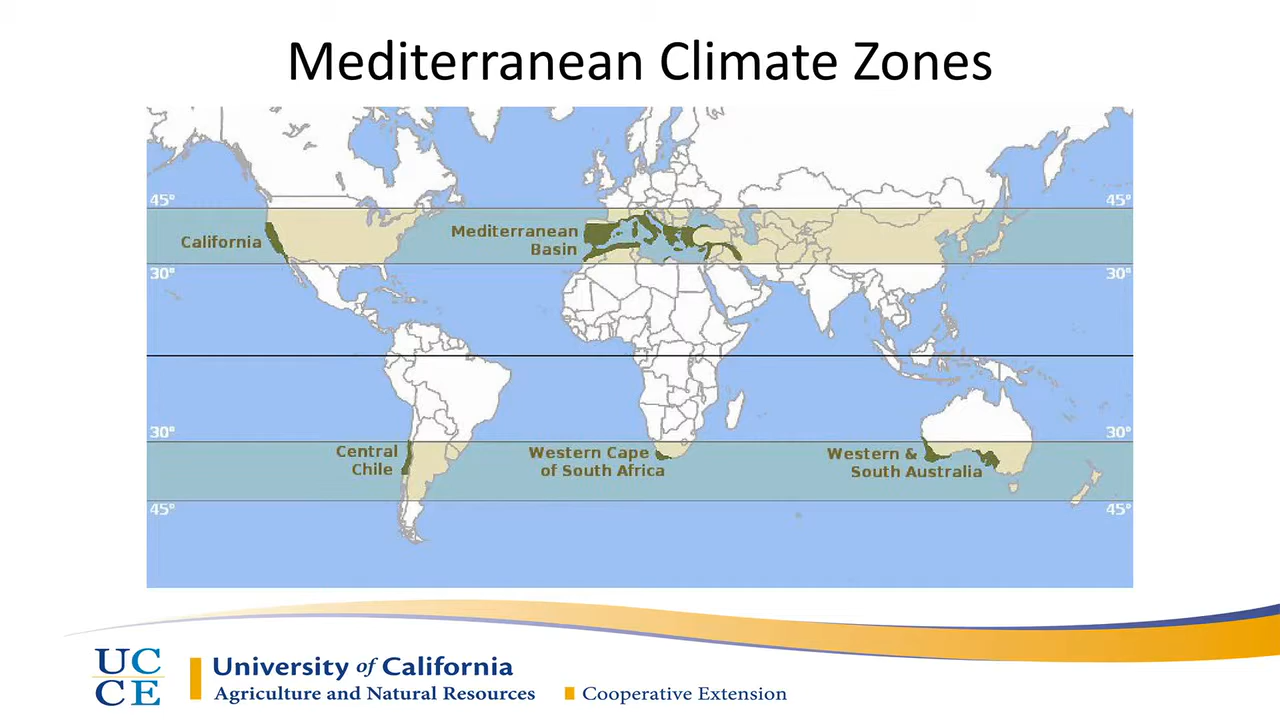 Mediterranean Climate Zones
45°
45°
California
Mediterranean
Basin
30°
30°
30°
30°
Central
Chile
Western Cape
of South Africa
Western &
South Australia
45°
45°
UC
CE
University of California
Agriculture and Natural Resources
Cooperative Extension